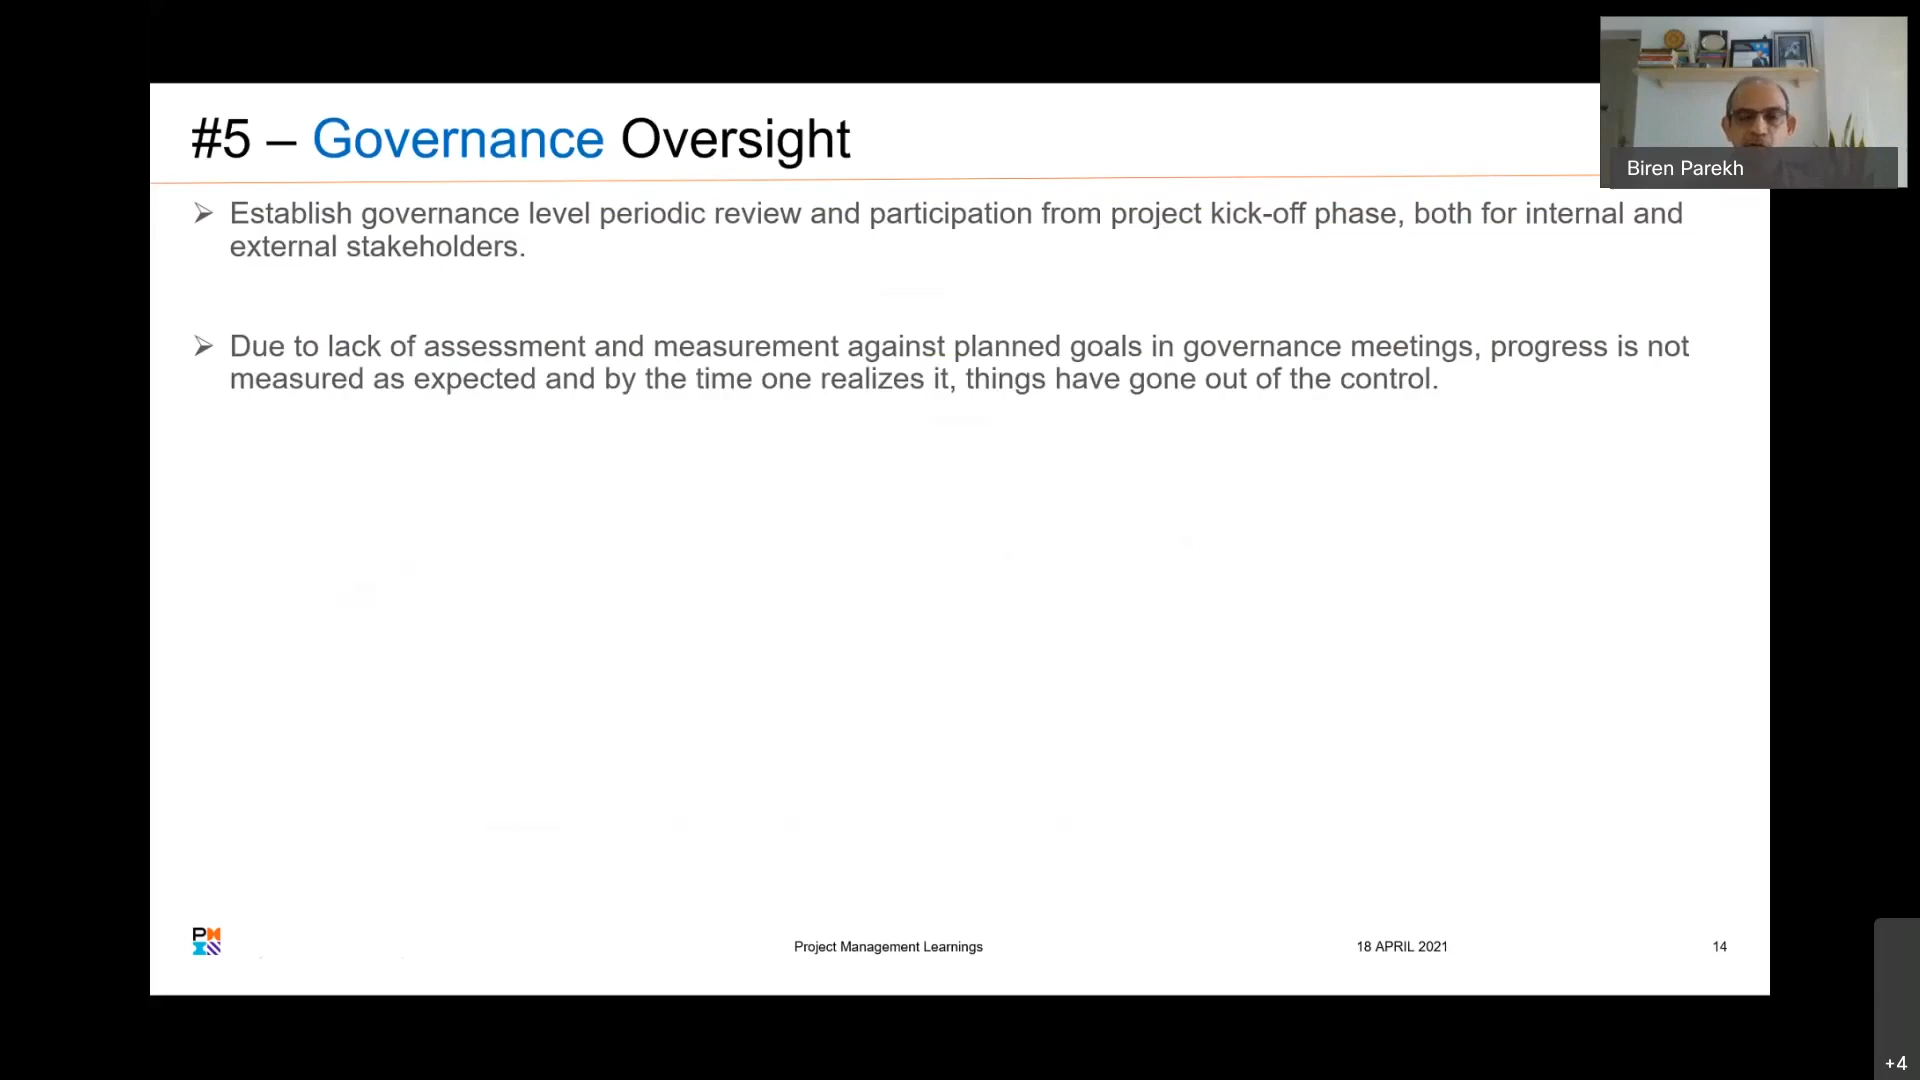 #5 – Governance Oversight
Biren Parekh
➢ Establish governance level periodic review and participation from project kick-off phase, both for internal and
external stakeholders.
➢ Due to lack of assessment and measurement against planned goals in governance meetings, progress is not
measured as expected and by the time one realizes it, things have gone out of the control.
Project Management Learnings
18 APRIL 2021
14
+4